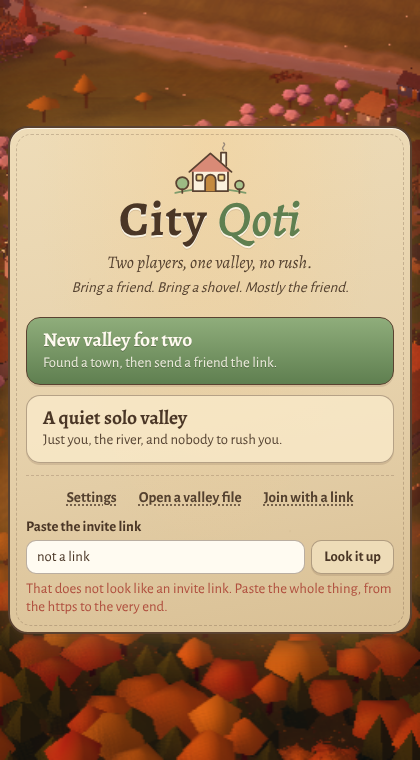 City Qoti
Two players, one valley, no rush.
Bring a friend. Bring a shovel. Mostly the friend.
New valley for two
Found a town, then send a friend the link.
A quiet solo valley
Just you, the river, and nobody to rush you.
Settings Open a valley file Join with a link
Paste the invite link
not a link Look it up
That does not look like an invite link. Paste the whole thing, from
the https to the very end.